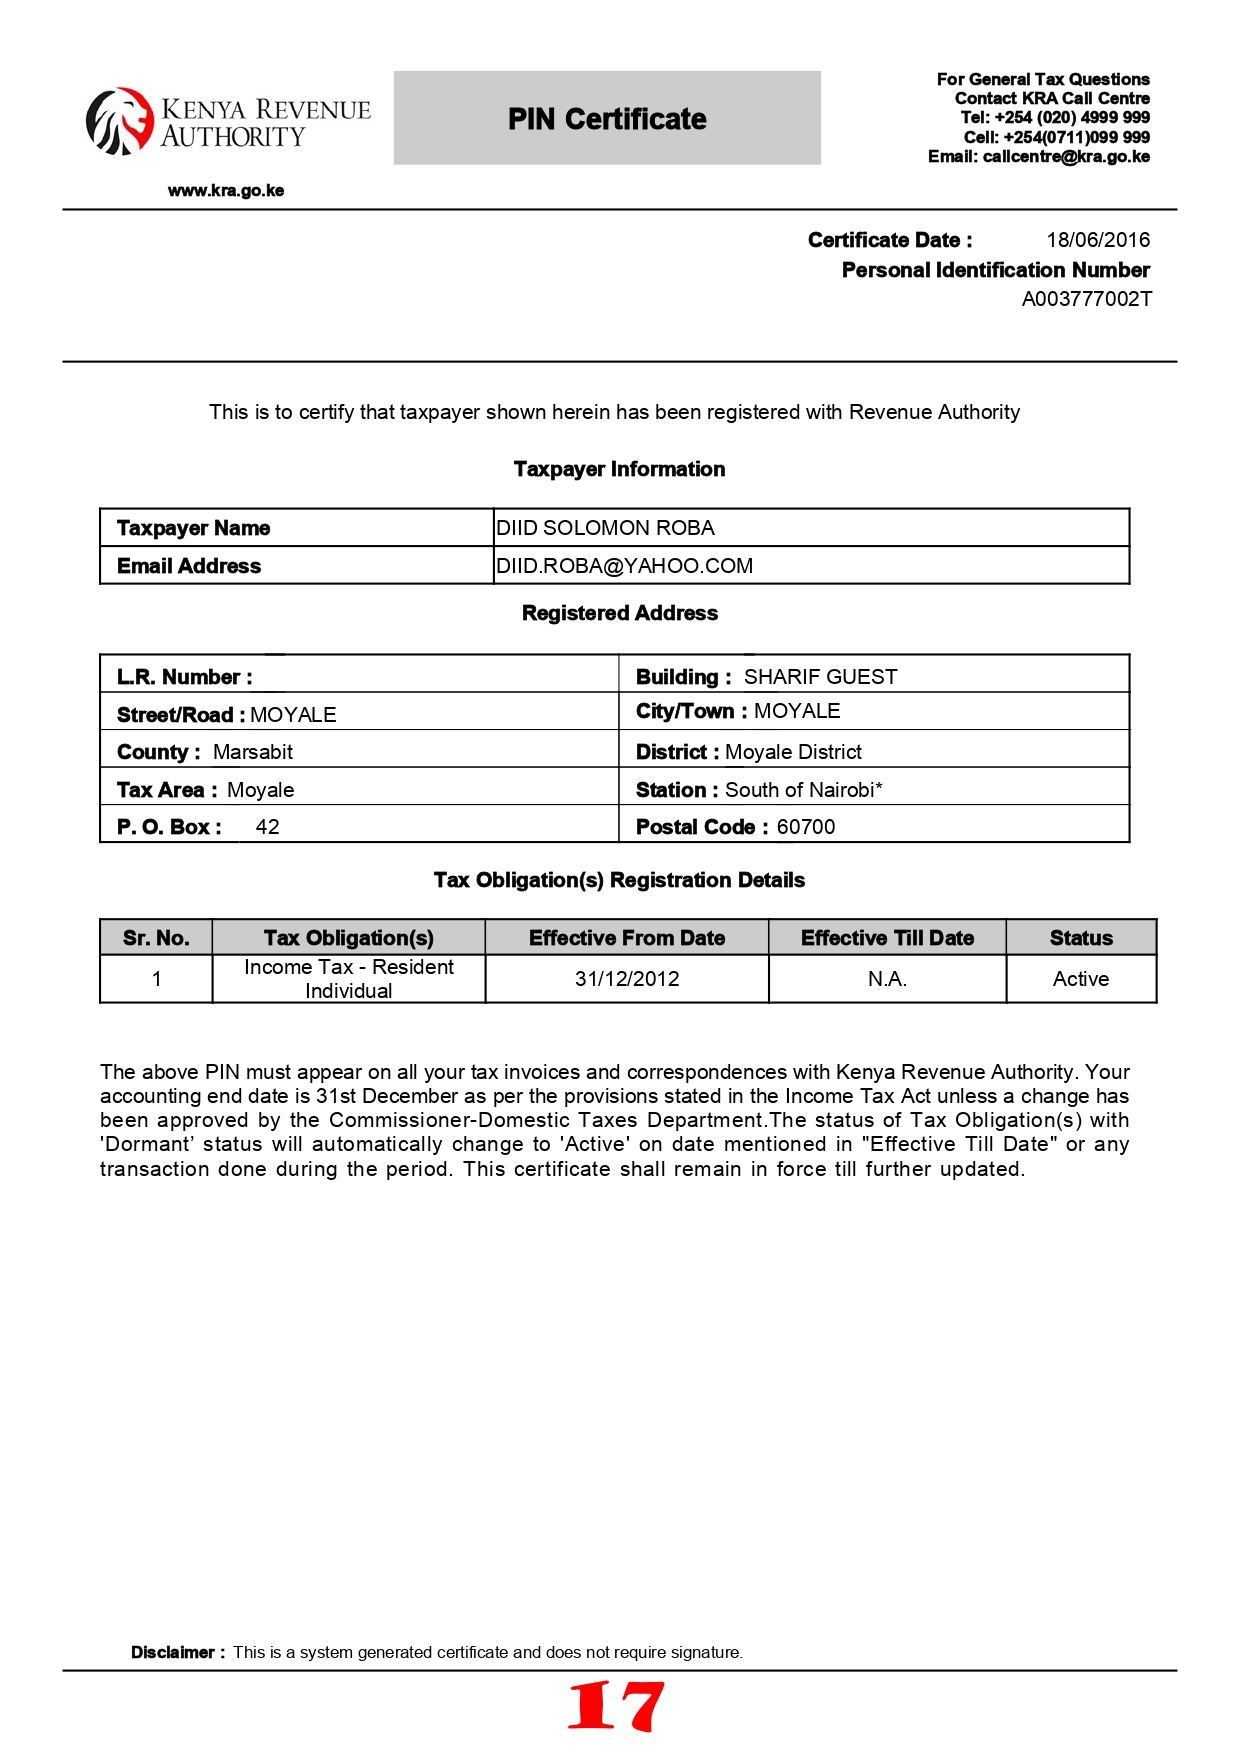 KENYA REVENUE
AUTHORITY
www.kra.go.ke
PIN Certificate
For General Tax Questions
Contact KRA Call Centre
Tel: +254 (020) 4999 999
Cell: +254(0711)099 999
Email: callcentre@kra.go.ke
Certificate Date : 18/06/2016
Personal Identification Number
A003777002T
This is to certify that taxpayer shown herein has been registered with Revenue Authority
Taxpayer Information
Taxpayer Name DIID SOLOMON ROBA
Email Address DIID.ROBA@YAHOO.COM
Registered Address
L.R. Number : Building : SHARIF GUEST
Street/Road : MOYALE City/Town : MOYALE
County : Marsabit District : Moyale District
Tax Area : Moyale Station : South of Nairobi*
P. O. Box : 42 Postal Code : 60700
Tax Obligation(s) Registration Details
Sr. No. Tax Obligation(s) Effective From Date Effective Till Date Status
1 Income Tax - Resident Individual 31/12/2012 N.A. Active
The above PIN must appear on all your tax invoices and correspondences with Kenya Revenue Authority. Your
accounting end date is 31st December as per the provisions stated in the Income Tax Act unless a change has
been approved by the Commissioner-Domestic Taxes Department.The status of Tax Obligation(s) with
'Dormant’ status will automatically change to 'Active' on date mentioned in "Effective Till Date" or any
transaction done during the period. This certificate shall remain in force till further updated.
Disclaimer : This is a system generated certificate and does not require signature.
17